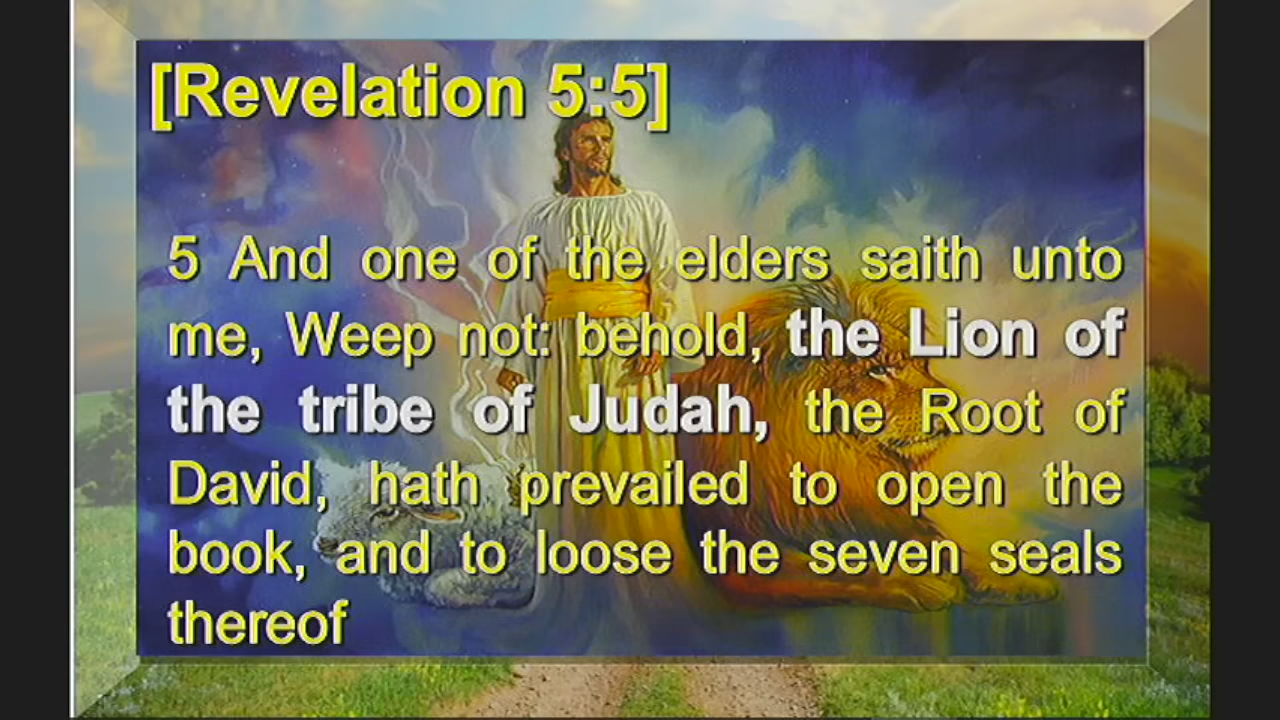 [Revelation 5:5]
5 And one of the elders saith unto
me, Weep not: behold, the Lion of
the tribe of Judah, the Root of
David, hath prevailed to open the
book, and to loose the seven seals
thereof